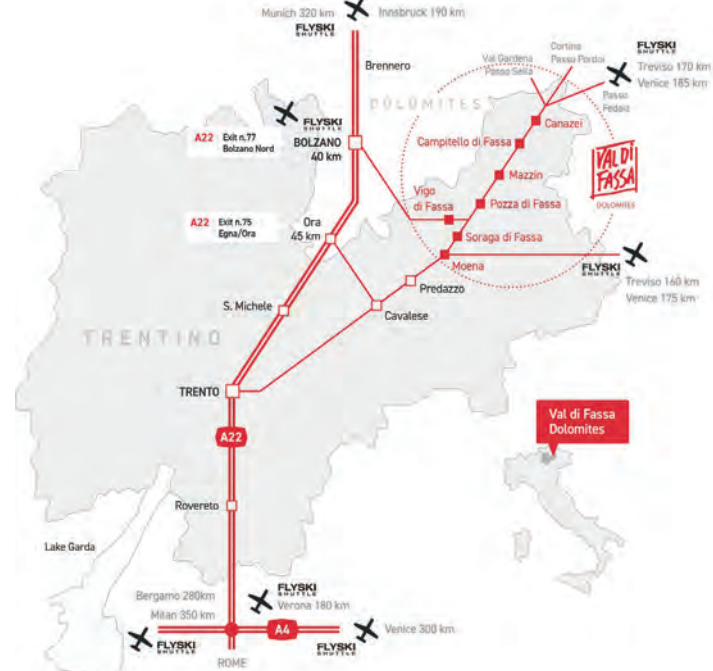 Munich 320 km
Innsbruck 190 km
FLYSKI
SHUTTLE
Brennero
Cortina
Passo Pordoi
Val Gardena
Passo Sella
FLYSKI
SHUTTLE
Treviso 170 km
Venice 185 km
Passo
Fedaia
DOLOMITES
FLYSKI
SHUTTLE
A22 Exit n.77
Bolzano Nord
BOLZANO
40 km
Canazei
Campitello di Fassa
VAL DI
FASSA
DOLOMITES
Mazzin
Vigo
di Fassa
Pozza di Fassa
A22 Exit n.75
Egna/Ora
Ora
45 km
Soraga di Fassa
Moena
FLYSKI
SHUTTLE
Treviso 160 km
Venice 175 km
Predazzo
S. Michele
Cavalese
TRENTINO
TRENTO
Val di Fassa
Dolomites
A22
Rovereto
Lake Garda
Bergamo 280km
Milan 350 km
FLYSKI
SHUTTLE
Verona 180 km
A4
Venice 300 km
FLYSKI
SHUTTLE
FLYSKI
SHUTTLE
ROME